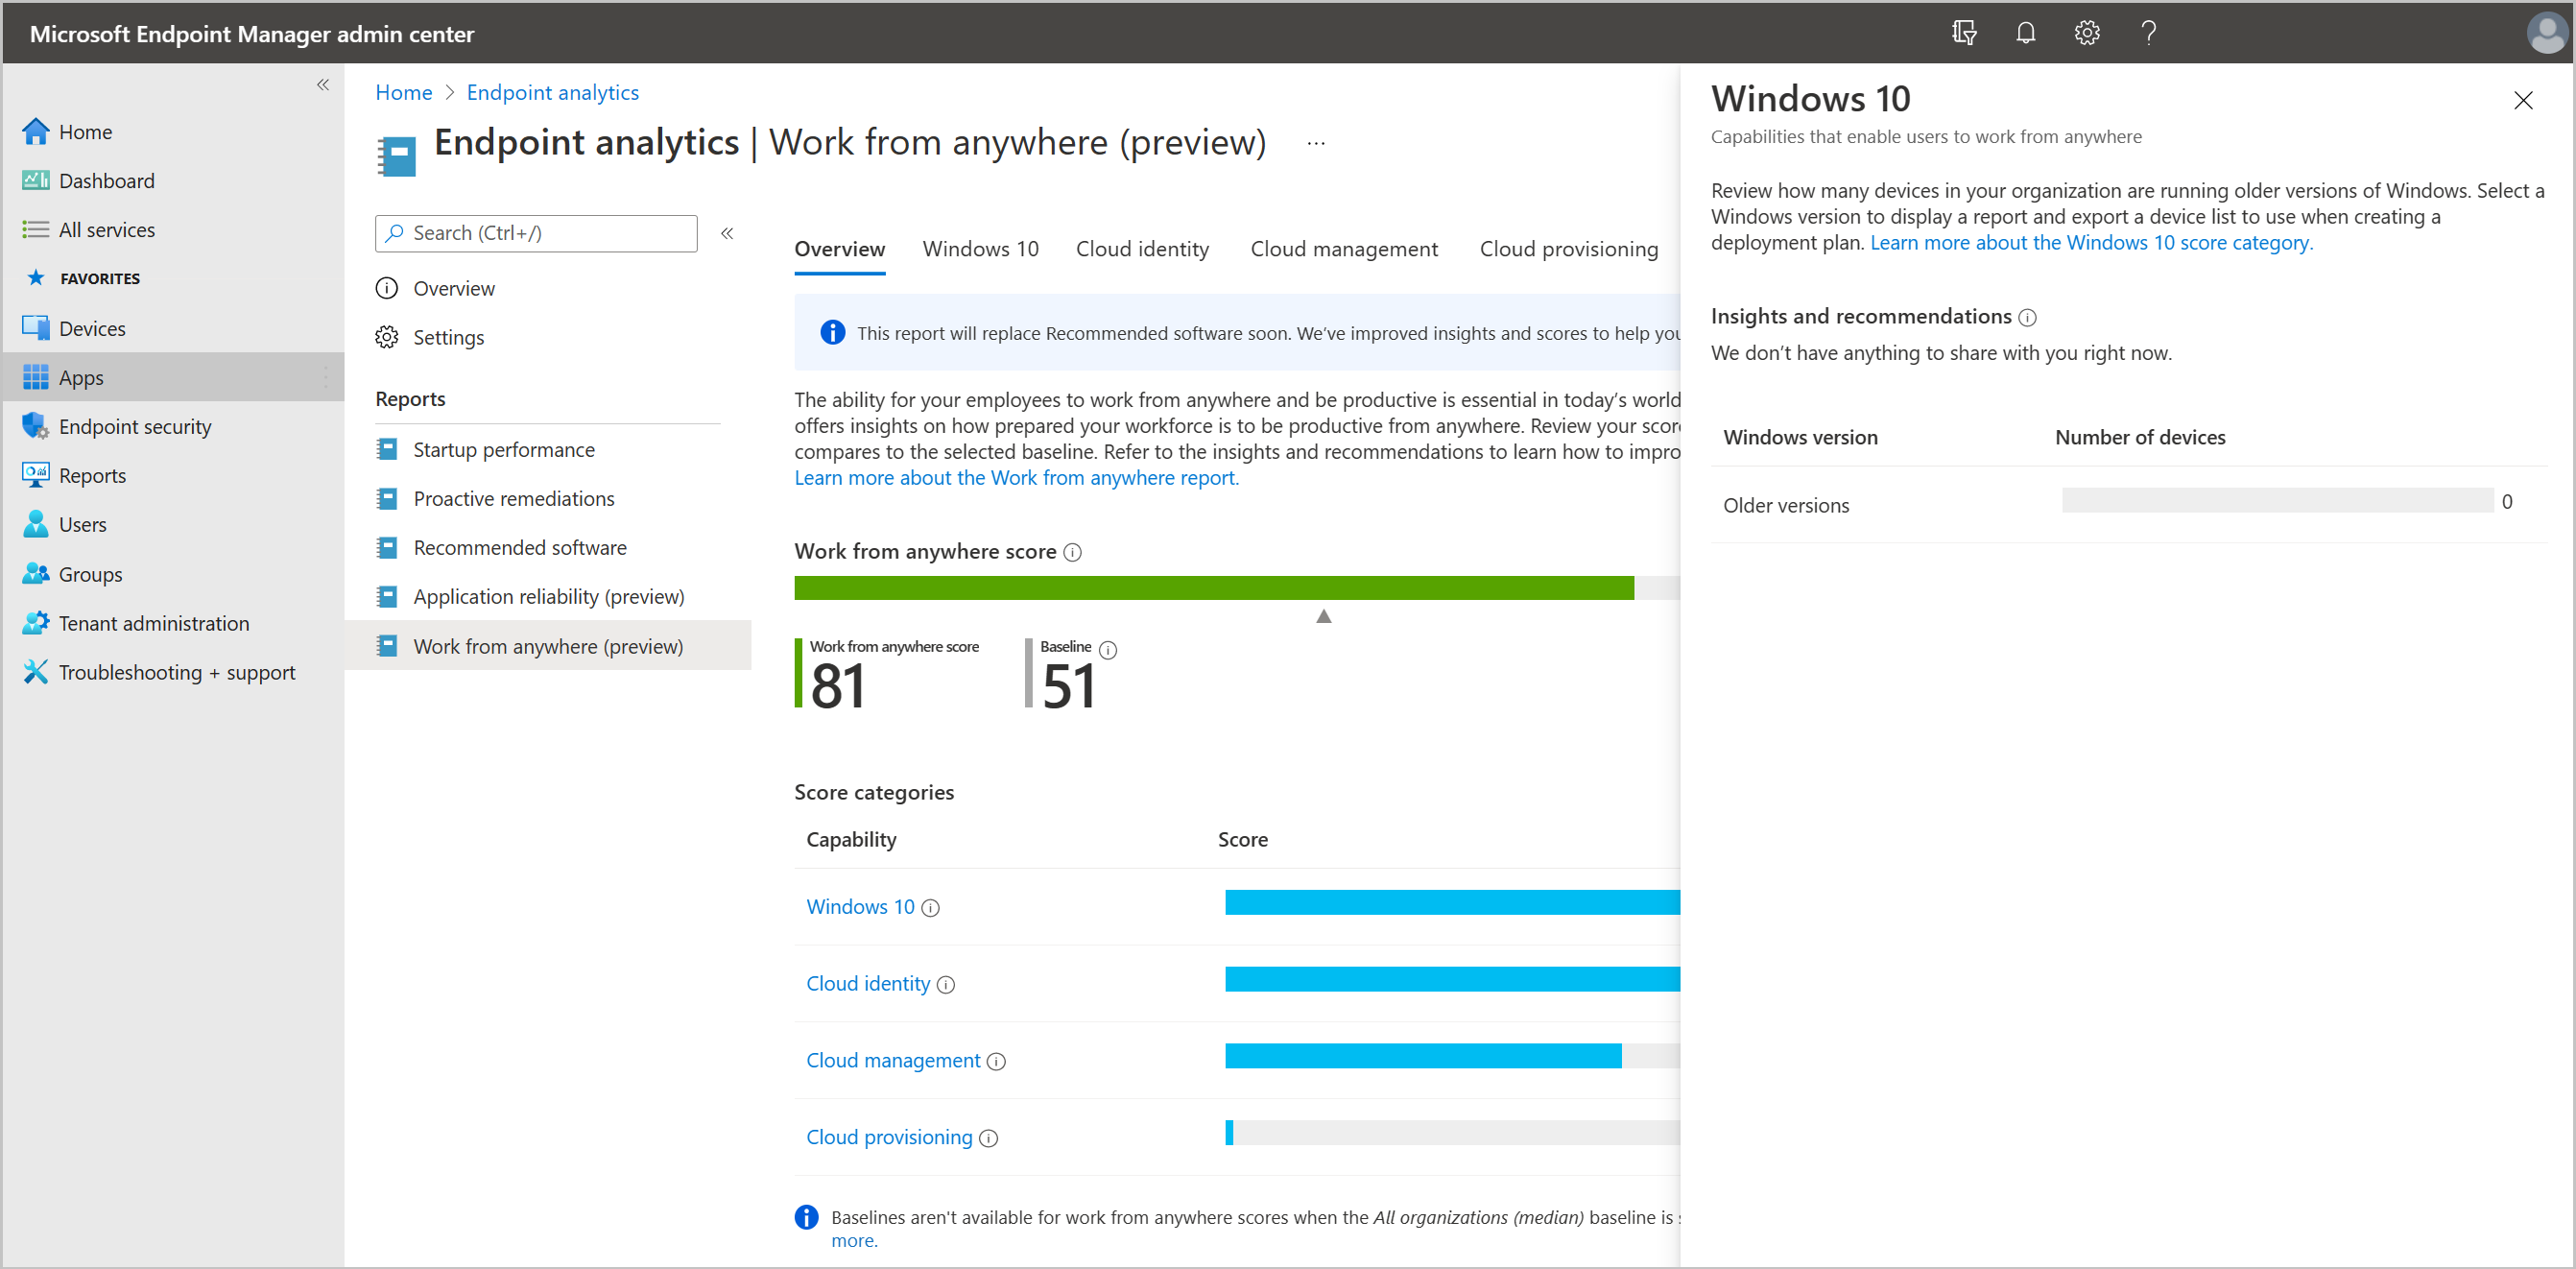 Microsoft Endpoint Manager admin center
Home
Dashboard
All services
FAVORITES
Devices
Apps
Endpoint security
Reports
Users
Groups
Tenant administration
Troubleshooting + support
Home > Endpoint analytics
Endpoint analytics | Work from anywhere (preview) ...
Search (Ctrl+/)
Overview
Settings
Reports
Startup performance
Proactive remediations
Recommended software
Application reliability (preview)
Work from anywhere (preview)
Overview Windows 10 Cloud identity Cloud management Cloud provisioning
This report will replace Recommended software soon. We've improved insights and scores to help you
The ability for your employees to work from anywhere and be productive is essential in today's world
offers insights on how prepared your workforce is to be productive from anywhere. Review your scor
compares to the selected baseline. Refer to the insights and recommendations to learn how to impro
Learn more about the Work from anywhere report.
Work from anywhere score
Work from anywhere score
81
Baseline
51
Score categories
Capability Score
Windows 10
Cloud identity
Cloud management
Cloud provisioning
Baselines aren't available for work from anywhere scores when the All organizations (median) baseline is
more.
Windows 10
Capabilities that enable users to work from anywhere
Review how many devices in your organization are running older versions of Windows. Select a
Windows version to display a report and export a device list to use when creating a
deployment plan. Learn more about the Windows 10 score category.
Insights and recommendations
We don't have anything to share with you right now.
Windows version Number of devices
Older versions 0